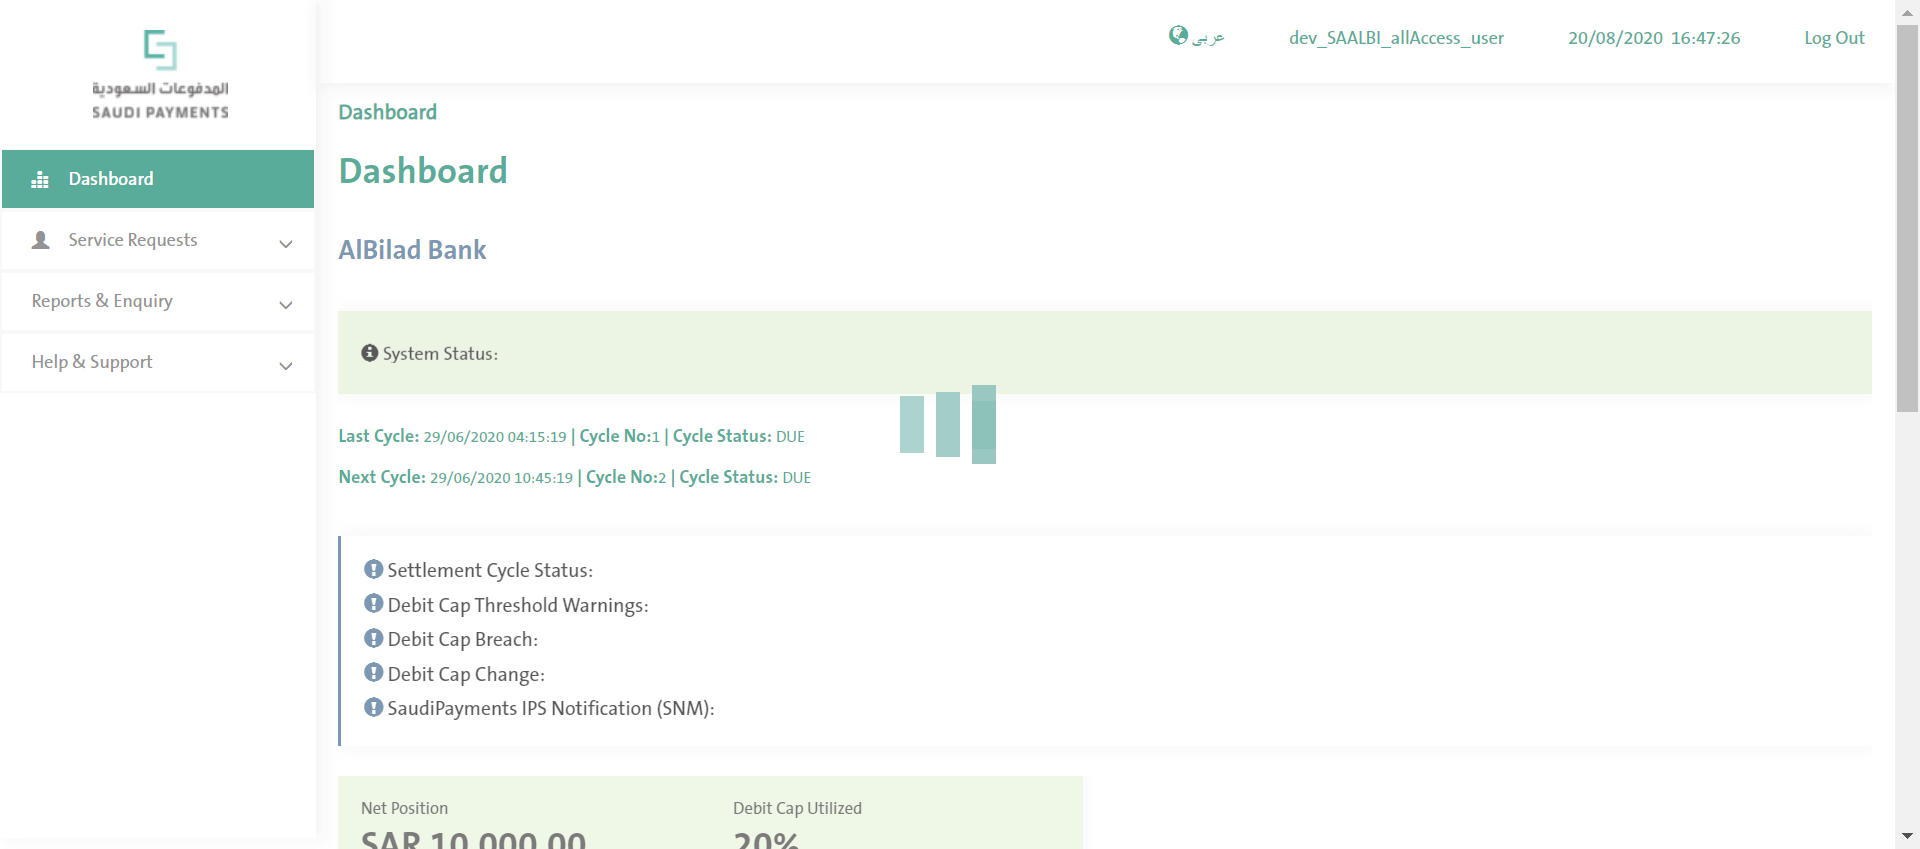 المدفوعات السعودية
SAUDI PAYMENTS
عربى
dev_SAALBI_allAccess_user
20/08/2020 16:47:26
Log Out
Dashboard
Service Requests
Reports & Enquiry
Help & Support
Dashboard
Dashboard
AlBilad Bank
System Status:
Last Cycle: 29/06/2020 04:15:19 | Cycle No:1 | Cycle Status: DUE
Next Cycle: 29/06/2020 10:45:19 | Cycle No:2 | Cycle Status: DUE
Settlement Cycle Status:
Debit Cap Threshold Warnings:
Debit Cap Breach:
Debit Cap Change:
SaudiPayments IPS Notification (SNM):
Net Position
SAR 10,000.00
Debit Cap Utilized
20%